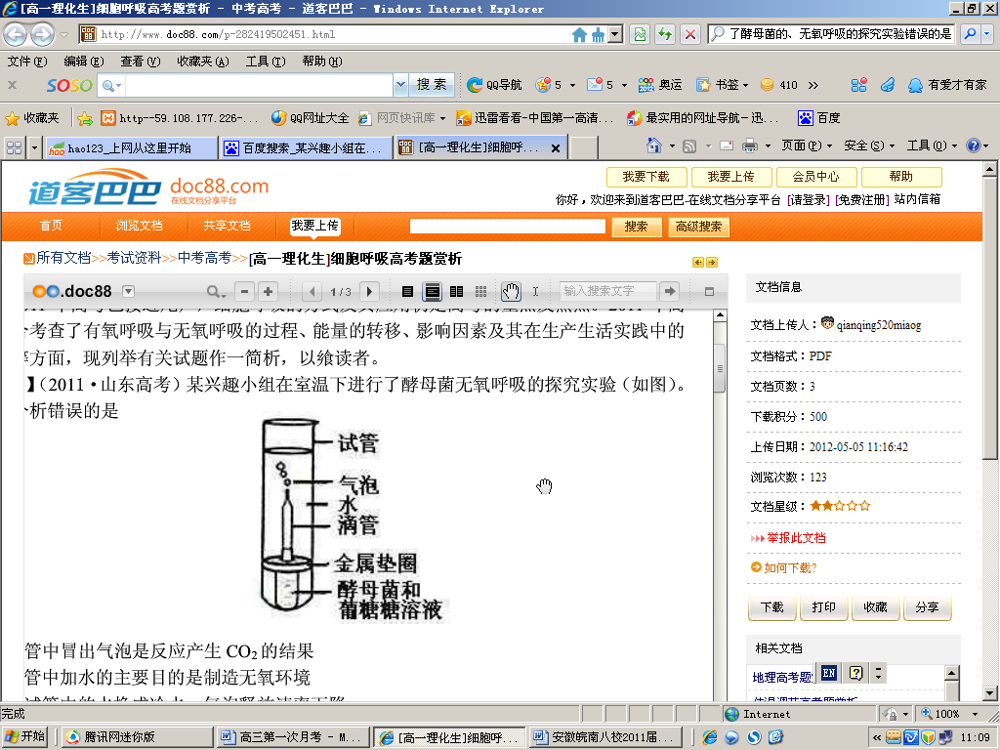 [高一理化生]细胞呼吸高考题赏析 - 中考高考 - 道客巴巴 - Windows Internet Explorer
http://www.doc88.com/p-282419502451.html
了酵母菌的、无氧呼吸的探究实验错误的是
文件(F) 编辑(E) 查看(V) 收藏夹(A) 工具(T) 帮助(H)
x SOSO 搜 索 QQ导航 5 5 奥运 书签 410 » 有爱才有家
收藏夹 http--59.108.177.226-... QQ网址大全 网页快讯库 迅雷看看-中国第一高清... 最实用的网址导航-迅... 百度
hao123_上网从这里开始 百度搜索_某兴趣小组在... [高一理化生]细胞呼... 页面(P) 安全(S) 工具(O)
道客巴巴 doc88.com
在线文档分享平台
我要下载 我要上传 会员中心 帮助
你好，欢迎来到道客巴巴-在线文档分享平台 [请登录] [免费注册] 站内信箱
首页 浏览文档 共享文档 我要上传 搜索 高级搜索
所有文档>>考试资料>>中考高考>>[高一理化生]细胞呼吸高考题赏析
.doc88 1/3 输入搜索文字
考查了有氧呼吸与无氧呼吸的过程、能量的转移、影响因素及其在生产生活实践中的
等方面，现列举有关试题作一简析，以飨读者。
】（2011·山东高考）某兴趣小组在室温下进行了酵母菌无氧呼吸的探究实验（如图）。
析错误的是
试管
气泡
水
滴管
金属垫圈
酵母菌和
葡糖糖溶液
管中冒出气泡是反应产生 CO₂的结果
管中加水的主要目的是制造无氧环境
试管中的水换成冷水，气泡释放速率下降
文档信息
文档上传人：qianqing520miaog
文档格式：PDF
文档页数：3
下载积分：500
上传日期：2012-05-05 11:16:42
浏览次数：123
文档星级：
举报此文档
如何下载?
下载 打印 收藏 分享
相关文档
地理高考题
EN
完成 Internet 100%
开始 腾讯网迷你版 高三第一次月考 - M... [高一理化生]细胞呼... 安徽皖南八校2011届... « 11:09